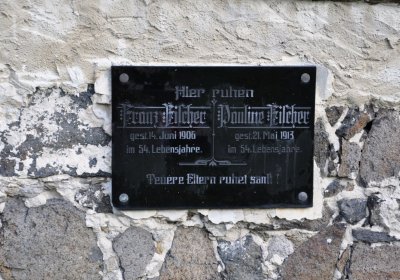 Hier ruhen
Franz Fischer Pauline Fischer
gest. 14. Juni 1906 gest. 21. Mai 1913
im 54. Lebensjahre. im 54. Lebensjahre.
Teuere Eltern ruhet sanft!